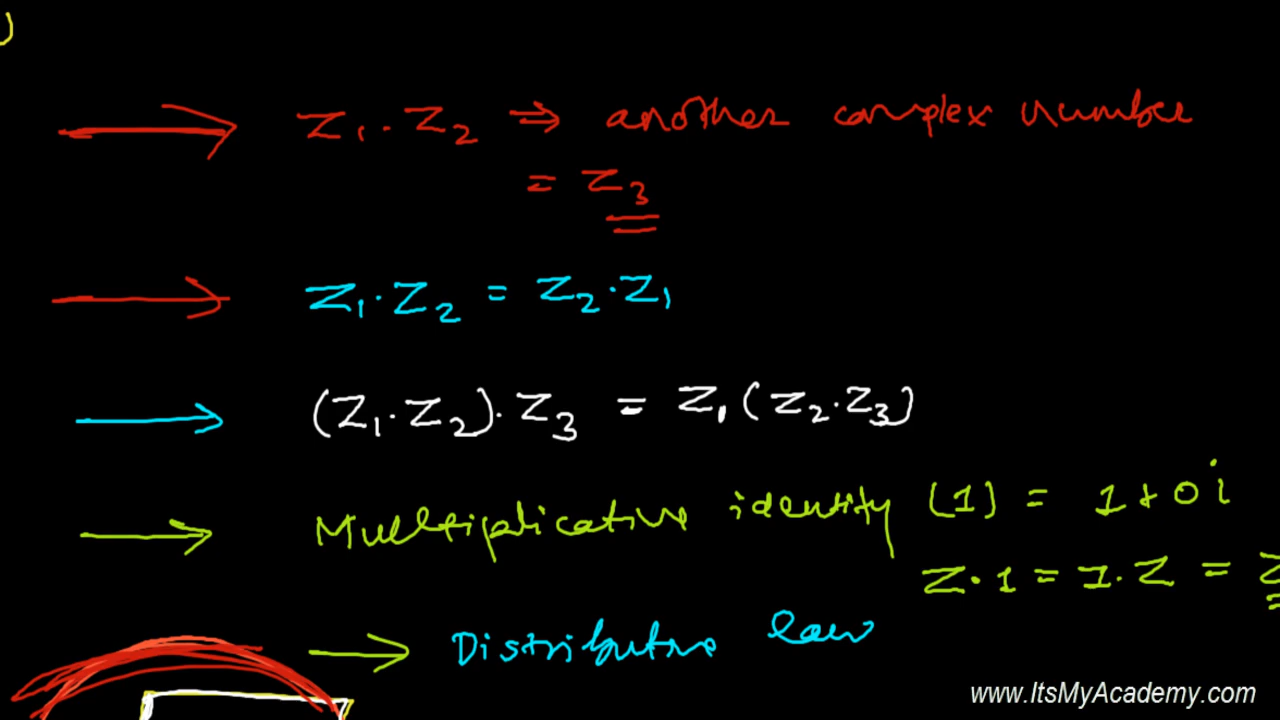 Z₁ · Z₂ ⇒ another complex number
= Z₃
Z₁ · Z₂ = Z₂ · Z₁
(Z₁ · Z₂) · Z₃ = Z₁ (Z₂ · Z₃)
Multiplicative identity (1) = 1 + 0 i
Z · 1 = 1 · Z = Z
Distributive law
www.ItsMyAcademy.com